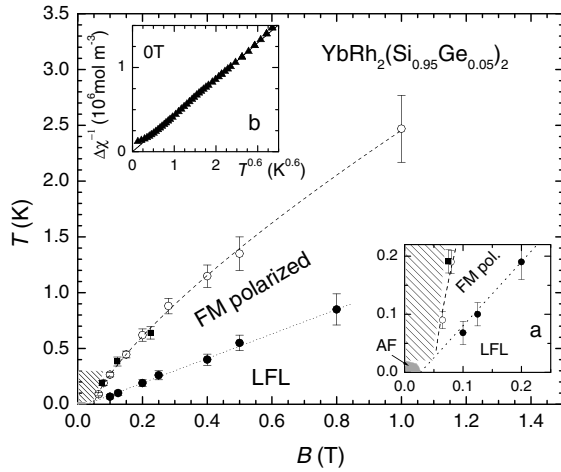 YbRh₂(Si₀.₉₅Ge₀.₀₅)₂
T (K)
3.5
3.0
2.5
2.0
1.5
1.0
0.5
0.0
0.0 0.2 0.4 0.6 0.8 1.0 1.2 1.4
B (T)
FM polarized
LFL
Δχ⁻¹ (10⁶mol m⁻³)
1
0
0T
b
0 1 2
T⁰·⁶ (K⁰·⁶)
0.2
0.1
0.0
FM pol.
a
AF
LFL
0.0 0.1 0.2